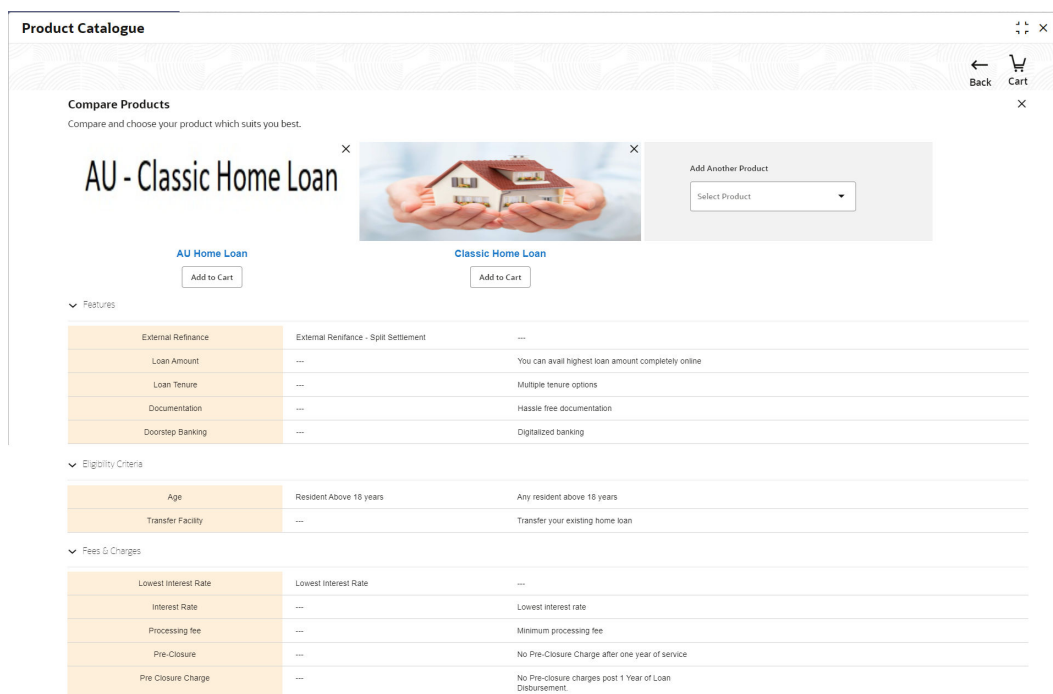 Product Catalogue
Back
Cart
Compare Products
Compare and choose your product which suits you best.
AU - Classic Home Loan
Add Another Product
Select Product
AU Home Loan
Classic Home Loan
Add to Cart
Add to Cart
Features
External Refinance External Renifance - Split Settlement ---
Loan Amount --- You can avail highest loan amount completely online
Loan Tenure --- Multiple tenure options
Documentation --- Hassle free documentation
Doorstep Banking --- Digitalized banking
Eligibility Criteria
Age Resident Above 18 years Any resident above 18 years
Transfer Facility --- Transfer your existing home loan
Fees & Charges
Lowest Interest Rate Lowest Interest Rate ---
Interest Rate --- Lowest interest rate
Processing fee --- Minimum processing fee
Pre-Closure --- No Pre-Closure Charge after one year of service
Pre Closure Charge --- No Pre-closure charges post 1 Year of Loan
Disbursement.